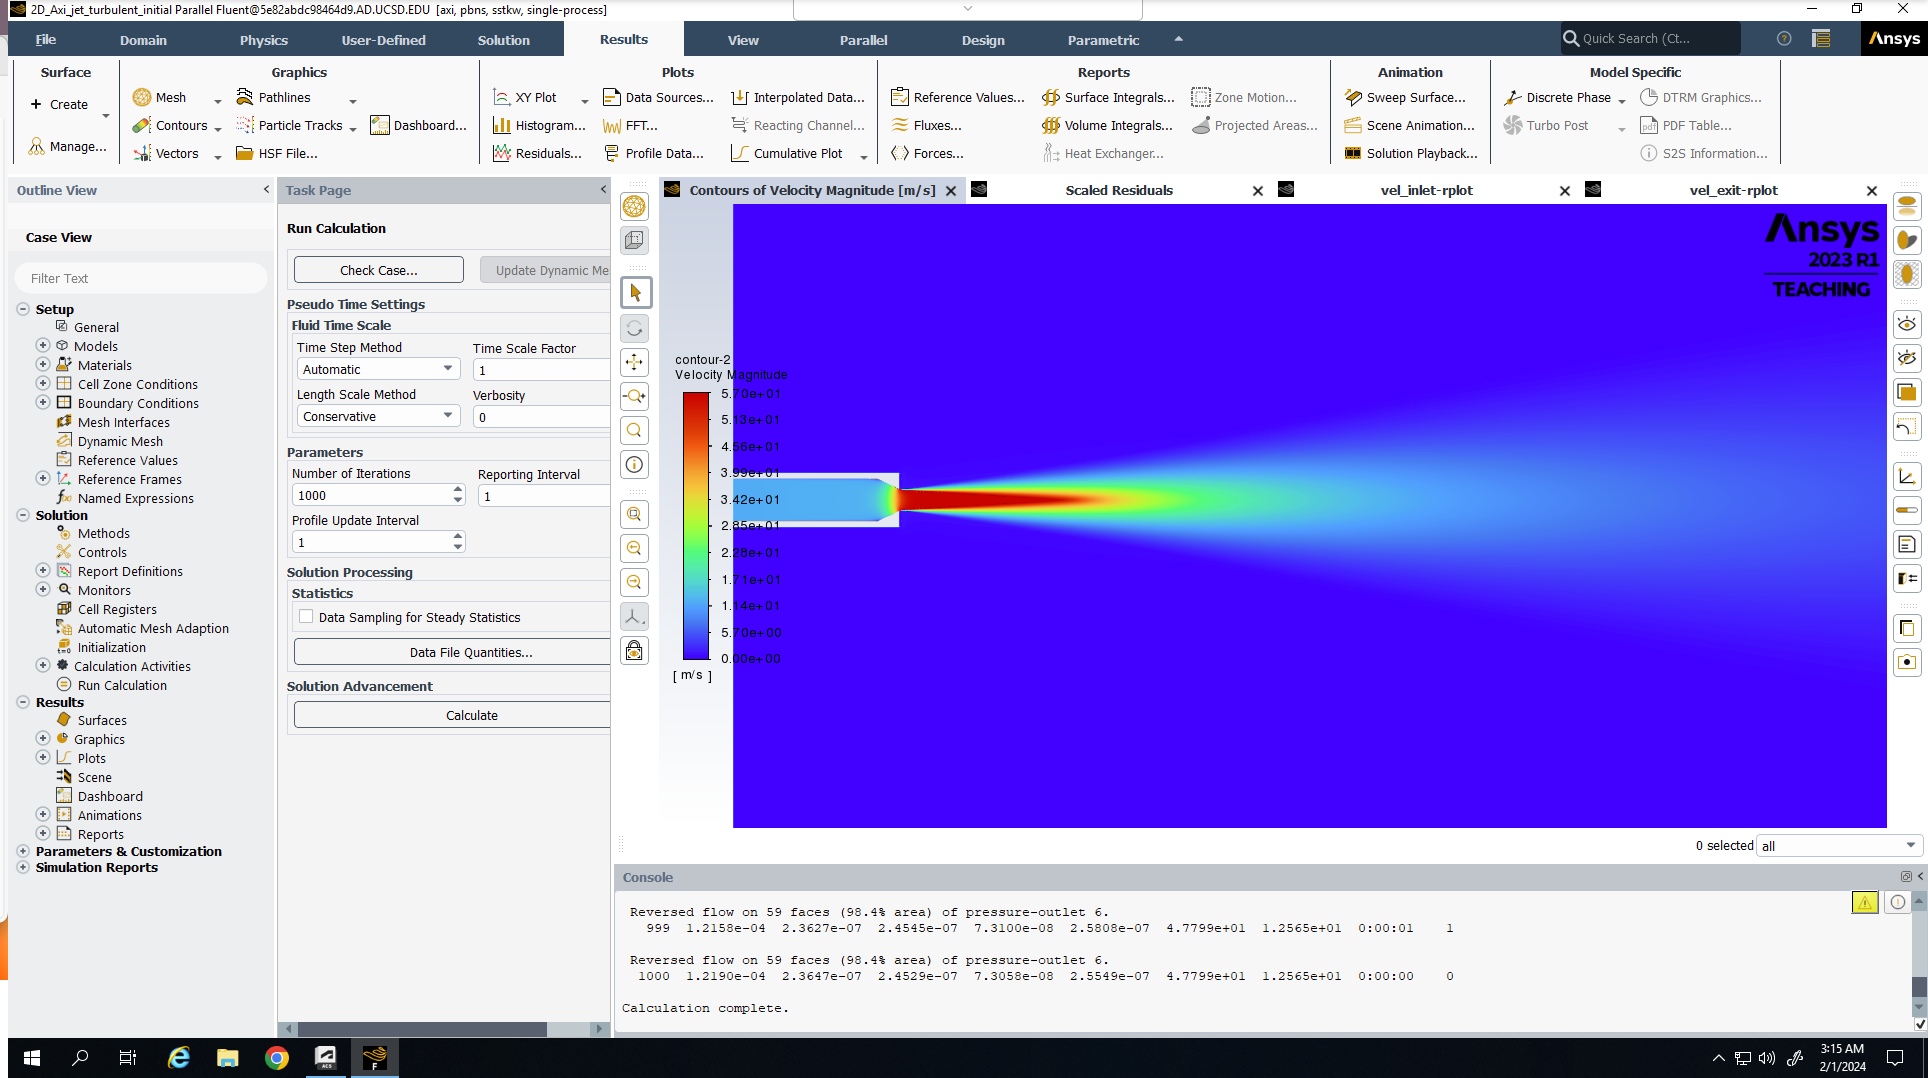 2D_Axi_jet_turbulent_initial Parallel Fluent@5e82abdc98464d9.AD.UCSD.EDU [axi, pbns, sstkw, single-process]
File Domain Physics User-Defined Solution Results View Parallel Design Parametric Quick Search (Ct... Ansys
Surface Graphics Plots Reports Animation Model Specific
Create Mesh Pathlines XY Plot Data Sources... Interpolated Data... Reference Values... Surface Integrals... Zone Motion... Sweep Surface... Discrete Phase DTRM Graphics...
Contours Particle Tracks Dashboard... Histogram... FFT... Reacting Channel... Fluxes... Volume Integrals... Projected Areas... Scene Animation... Turbo Post PDF Table...
Manage... Vectors HSF File... Residuals... Profile Data... Cumulative Plot Forces... Heat Exchanger... Solution Playback... S2S Information...
Outline View
Case View
Filter Text
Setup
General
Models
Materials
Cell Zone Conditions
Boundary Conditions
Mesh Interfaces
Dynamic Mesh
Reference Values
Reference Frames
Named Expressions
Solution
Methods
Controls
Report Definitions
Monitors
Cell Registers
Automatic Mesh Adaption
Initialization
Calculation Activities
Run Calculation
Results
Surfaces
Graphics
Plots
Scene
Dashboard
Animations
Reports
Parameters & Customization
Simulation Reports
Task Page
Run Calculation
Check Case... Update Dynamic Me
Pseudo Time Settings
Fluid Time Scale
Time Step Method Time Scale Factor
Automatic 1
Length Scale Method Verbosity
Conservative 0
Parameters
Number of Iterations Reporting Interval
1000 1
Profile Update Interval
1
Solution Processing
Statistics
Data Sampling for Steady Statistics
Data File Quantities...
Solution Advancement
Calculate
Contours of Velocity Magnitude [m/s] Scaled Residuals vel_inlet-rplot vel_exit-rplot
Ansys
2023 R1
TEACHING
contour-2
Velocity Magnitude
5.70e+01
5.13e+01
4.56e+01
3.99e+01
3.42e+01
2.85e+01
2.28e+01
1.71e+01
1.14e+01
5.70e+00
0.00e+00
[ m/s ]
0 selected all
Console
Reversed flow on 59 faces (98.4% area) of pressure-outlet 6.
999 1.2158e-04 2.3627e-07 2.4545e-07 7.3100e-08 2.5808e-07 4.7799e+01 1.2565e+01 0:00:01 1
Reversed flow on 59 faces (98.4% area) of pressure-outlet 6.
1000 1.2190e-04 2.3647e-07 2.4529e-07 7.3058e-08 2.5549e-07 4.7799e+01 1.2565e+01 0:00:00 0
Calculation complete.
3:15 AM
2/1/2024